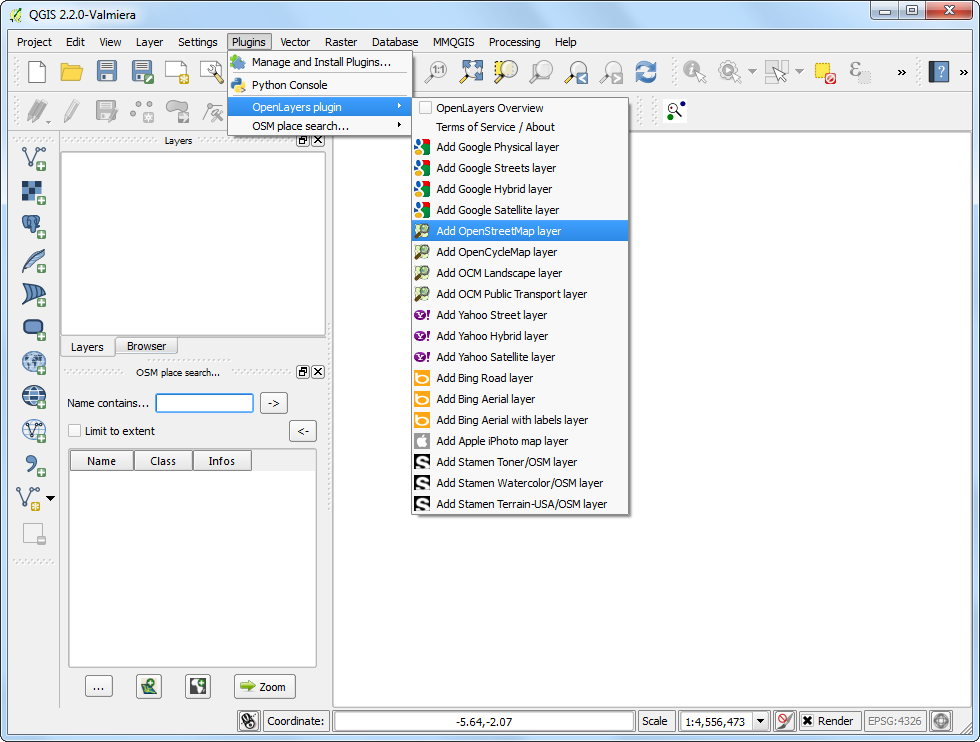 QGIS 2.2.0-Valmiera
Project Edit View Layer Settings Plugins Vector Raster Database MMQGIS Processing Help
Manage and Install Plugins...
Python Console
OpenLayers plugin
OSM place search...
OpenLayers Overview
Terms of Service / About
Add Google Physical layer
Add Google Streets layer
Add Google Hybrid layer
Add Google Satellite layer
Add OpenStreetMap layer
Add OpenCycleMap layer
Add OCM Landscape layer
Add OCM Public Transport layer
Add Yahoo Street layer
Add Yahoo Hybrid layer
Add Yahoo Satellite layer
Add Bing Road layer
Add Bing Aerial layer
Add Bing Aerial with labels layer
Add Apple iPhoto map layer
Add Stamen Toner/OSM layer
Add Stamen Watercolor/OSM layer
Add Stamen Terrain-USA/OSM layer
1:1
Layers
Layers Browser
OSM place search...
Name contains... ->
Limit to extent <-
Name Class Infos
... Zoom
Coordinate: -5.64,-2.07 Scale 1:4,556,473 Render EPSG:4326